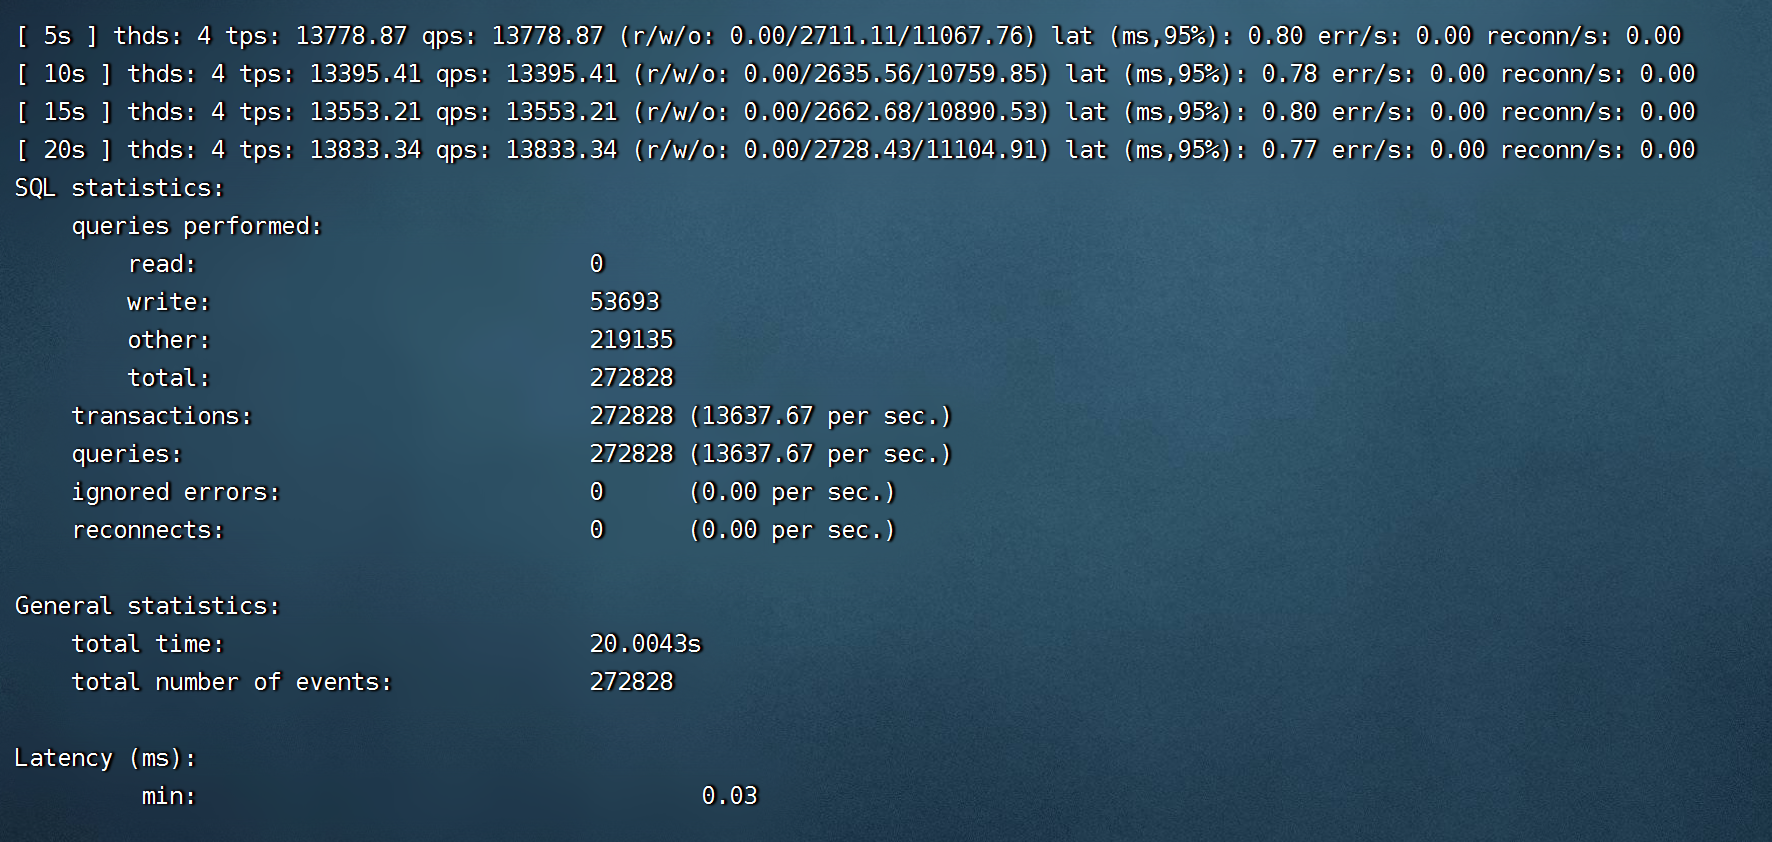 [ 5s ] thds: 4 tps: 13778.87 qps: 13778.87 (r/w/o: 0.00/2711.11/11067.76) lat (ms,95%): 0.80 err/s: 0.00 reconn/s: 0.00
[ 10s ] thds: 4 tps: 13395.41 qps: 13395.41 (r/w/o: 0.00/2635.56/10759.85) lat (ms,95%): 0.78 err/s: 0.00 reconn/s: 0.00
[ 15s ] thds: 4 tps: 13553.21 qps: 13553.21 (r/w/o: 0.00/2662.68/10890.53) lat (ms,95%): 0.80 err/s: 0.00 reconn/s: 0.00
[ 20s ] thds: 4 tps: 13833.34 qps: 13833.34 (r/w/o: 0.00/2728.43/11104.91) lat (ms,95%): 0.77 err/s: 0.00 reconn/s: 0.00
SQL statistics:
    queries performed:
        read:                            0
        write:                           53693
        other:                           219135
        total:                           272828
    transactions:                        272828 (13637.67 per sec.)
    queries:                             272828 (13637.67 per sec.)
    ignored errors:                      0      (0.00 per sec.)
    reconnects:                          0      (0.00 per sec.)

General statistics:
    total time:                          20.0043s
    total number of events:              272828

Latency (ms):
         min:                                    0.03